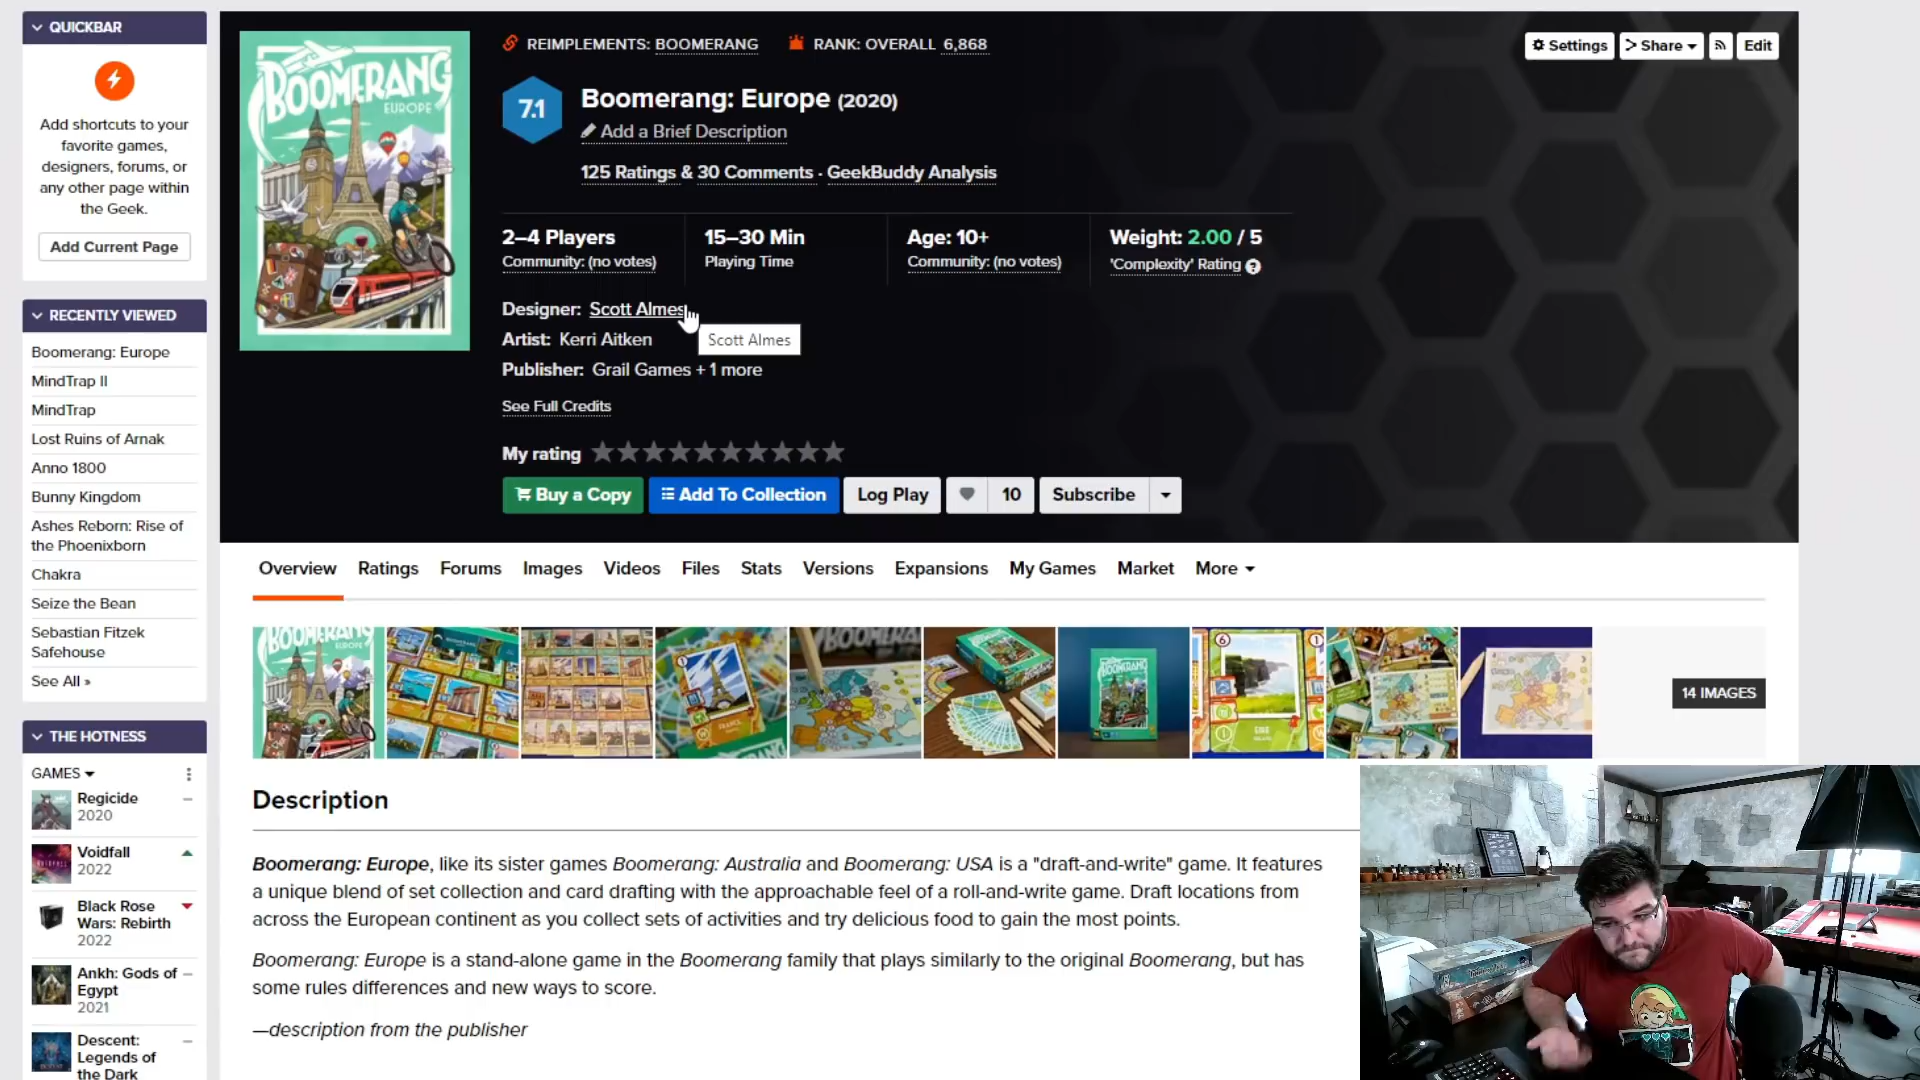 QUICKBAR
Add shortcuts to your
favorite games,
designers, forums, or
any other page within
the Geek.
Add Current Page
RECENTLY VIEWED
Boomerang: Europe
MindTrap II
MindTrap
Lost Ruins of Arnak
Anno 1800
Bunny Kingdom
Ashes Reborn: Rise of
the Phoenixborn
Chakra
Seize the Bean
Sebastian Fitzek
Safehouse
See All »
THE HOTNESS
GAMES
Regicide
2020
Voidfall
2022
Black Rose
Wars: Rebirth
2022
Ankh: Gods of
Egypt
2021
Descent:
Legends of
the Dark
BOOMERANG
EUROPE
REIMPLEMENTS: BOOMERANG
RANK: OVERALL 6,868
Settings
Share
Edit
7.1
Boomerang: Europe (2020)
Add a Brief Description
125 Ratings & 30 Comments · GeekBuddy Analysis
2–4 Players
Community: (no votes)
15–30 Min
Playing Time
Age: 10+
Community: (no votes)
Weight: 2.00 / 5
'Complexity' Rating ?
Designer: Scott Almes
Scott Almes
Artist: Kerri Aitken
Publisher: Grail Games + 1 more
See Full Credits
My rating
Buy a Copy
Add To Collection
Log Play
10
Subscribe
Overview
Ratings
Forums
Images
Videos
Files
Stats
Versions
Expansions
My Games
Market
More
14 IMAGES
Description
Boomerang: Europe, like its sister games Boomerang: Australia and Boomerang: USA is a "draft-and-write" game. It features
a unique blend of set collection and card drafting with the approachable feel of a roll-and-write game. Draft locations from
across the European continent as you collect sets of activities and try delicious food to gain the most points.
Boomerang: Europe is a stand-alone game in the Boomerang family that plays similarly to the original Boomerang, but has
some rules differences and new ways to score.
—description from the publisher